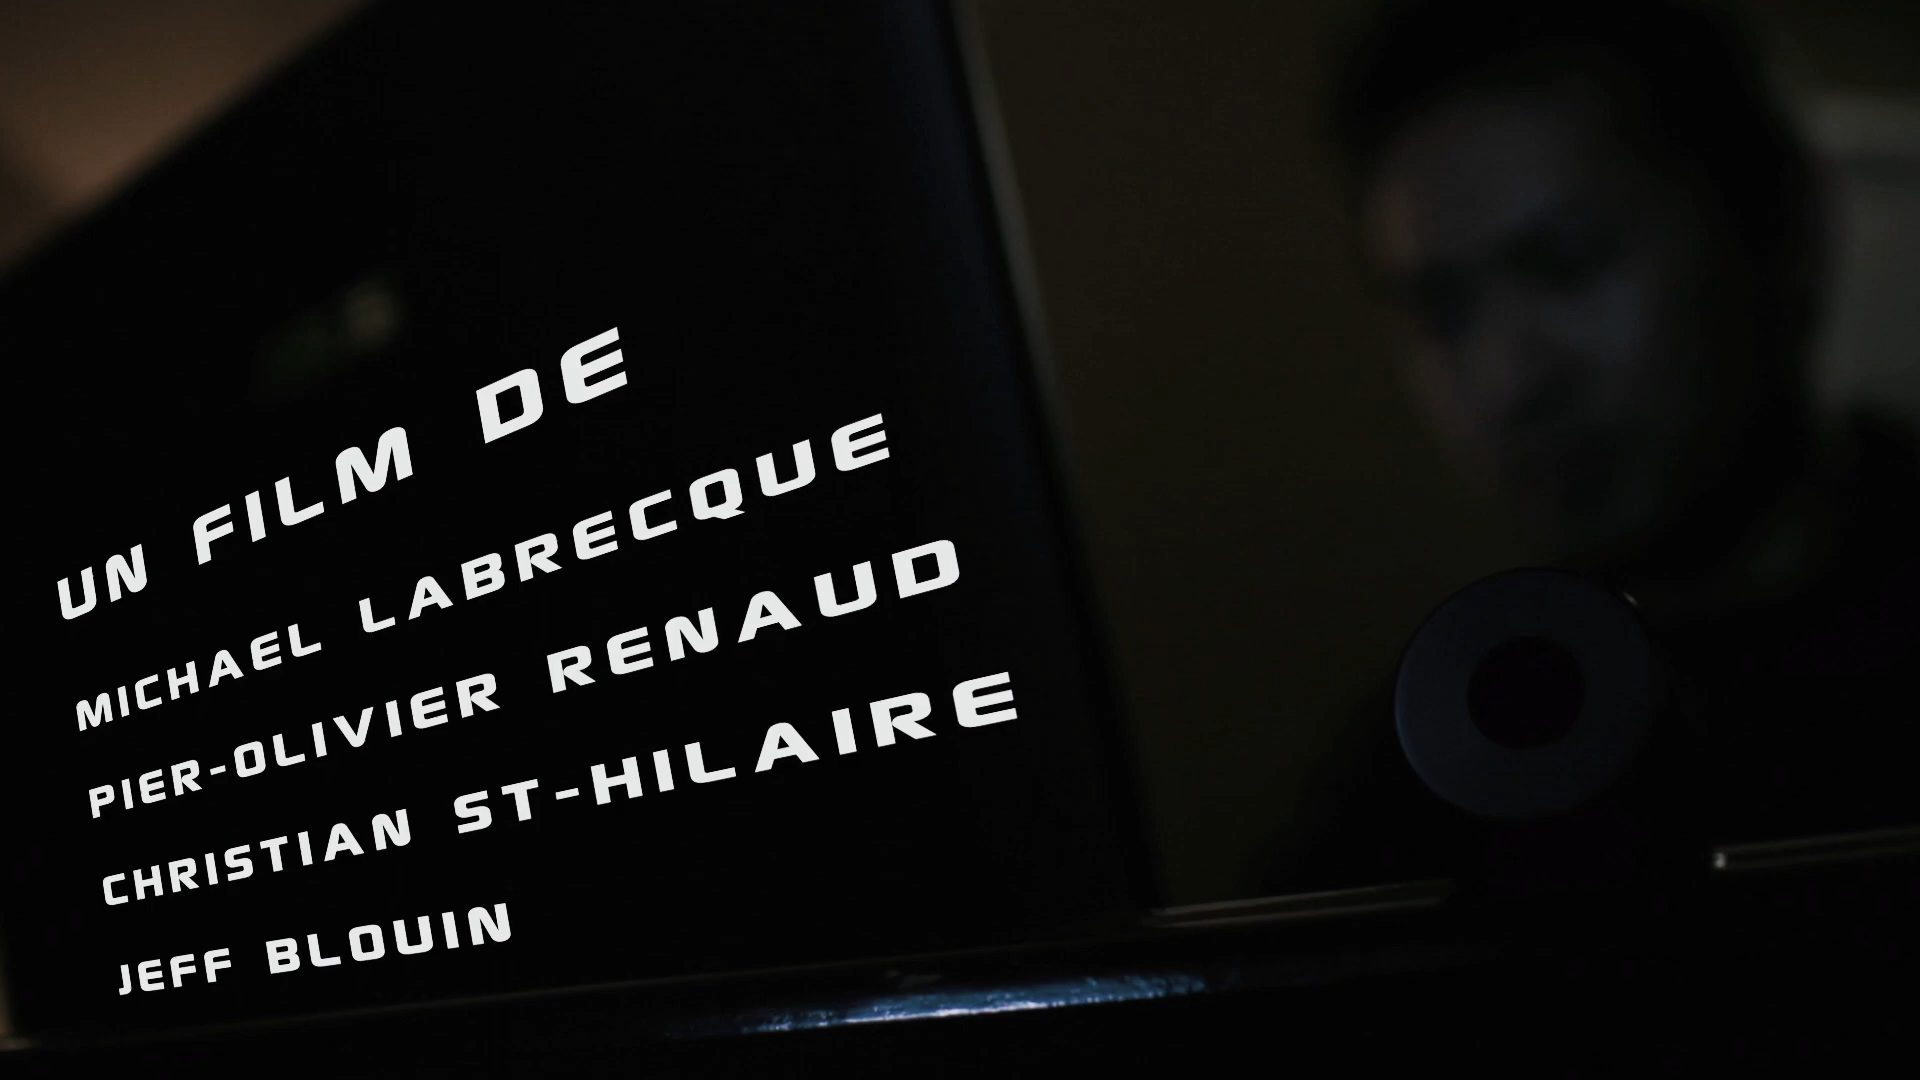 UN FILM DE
MICHAEL LABRECQUE
PIER-OLIVIER RENAUD
CHRISTIAN ST-HILAIRE
JEFF BLOUIN